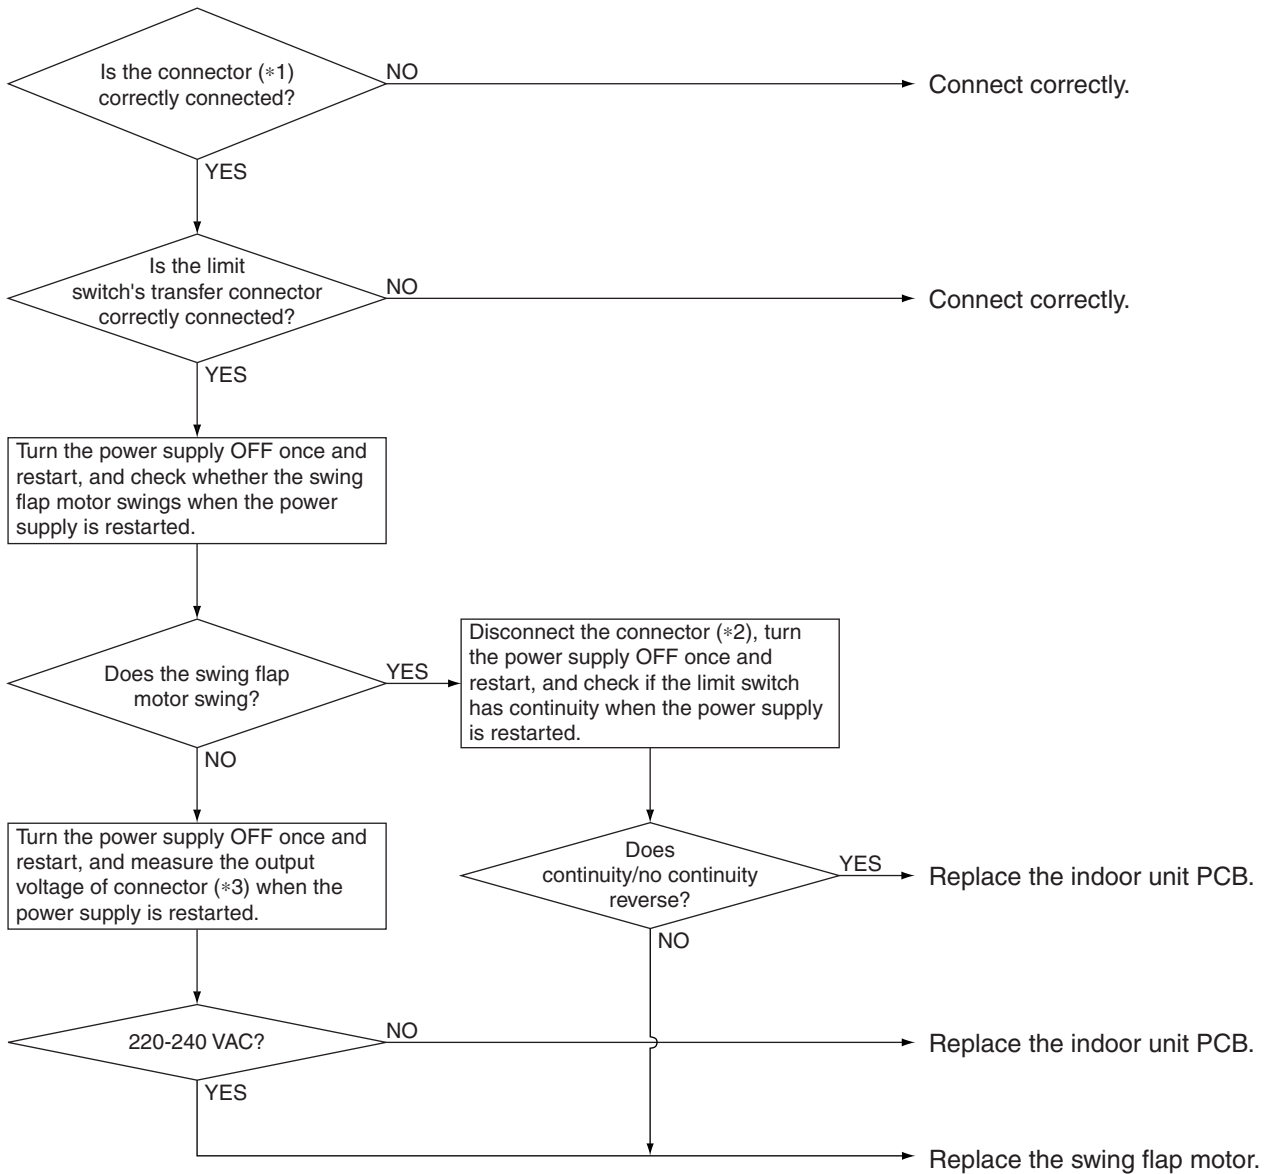 Is the connector (*1)
correctly connected?
NO
Connect correctly.
YES
Is the limit
switch's transfer connector
correctly connected?
NO
Connect correctly.
YES
Turn the power supply OFF once and
restart, and check whether the swing
flap motor swings when the power
supply is restarted.
Does the swing flap
motor swing?
YES
Disconnect the connector (*2), turn
the power supply OFF once and
restart, and check if the limit switch
has continuity when the power supply
is restarted.
NO
Turn the power supply OFF once and
restart, and measure the output
voltage of connector (*3) when the
power supply is restarted.
Does
continuity/no continuity
reverse?
YES
Replace the indoor unit PCB.
NO
220-240 VAC?
NO
Replace the indoor unit PCB.
YES
Replace the swing flap motor.